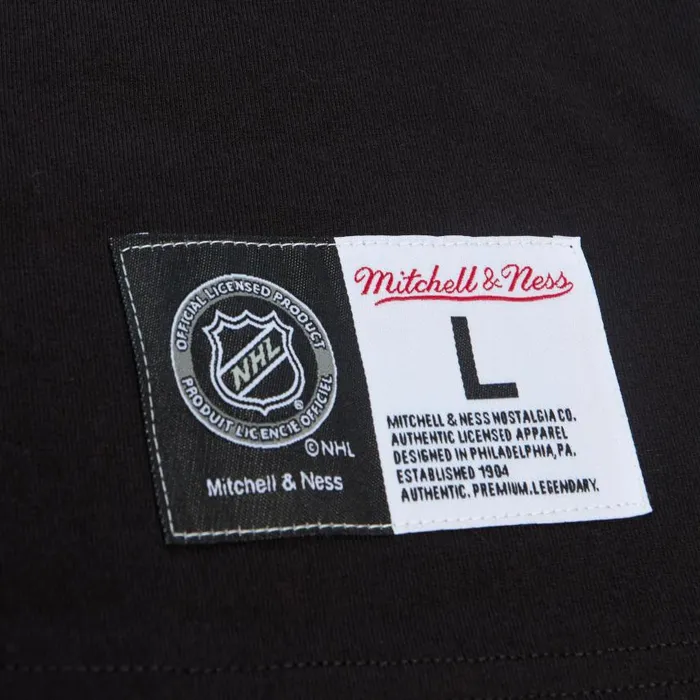 OFFICIAL LICENSED PRODUCT
NHL
®
PRODUIT LICENCIE OFFICIEL
© NHL
Mitchell & Ness
Mitchell & Ness
L
MITCHELL & NESS NOSTALGIA CO.
AUTHENTIC LICENSED APPAREL
DESIGNED IN PHILADELPHIA, PA.
ESTABLISHED 1904
AUTHENTIC. PREMIUM. LEGENDARY.